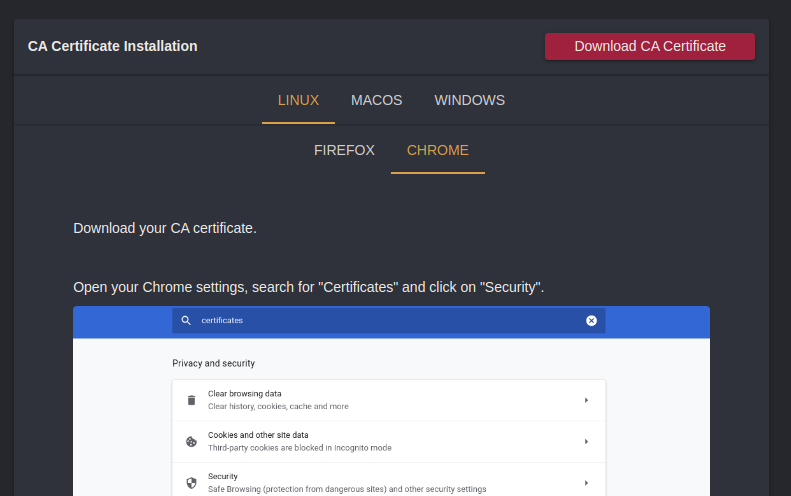 CA Certificate Installation
Download CA Certificate
LINUX MACOS WINDOWS
FIREFOX CHROME
Download your CA certificate.
Open your Chrome settings, search for "Certificates" and click on "Security".
certificates
Privacy and security
Clear browsing data
Clear history, cookies, cache and more
Cookies and other site data
Third-party cookies are blocked in Incognito mode
Security
Safe Browsing (protection from dangerous sites) and other security settings